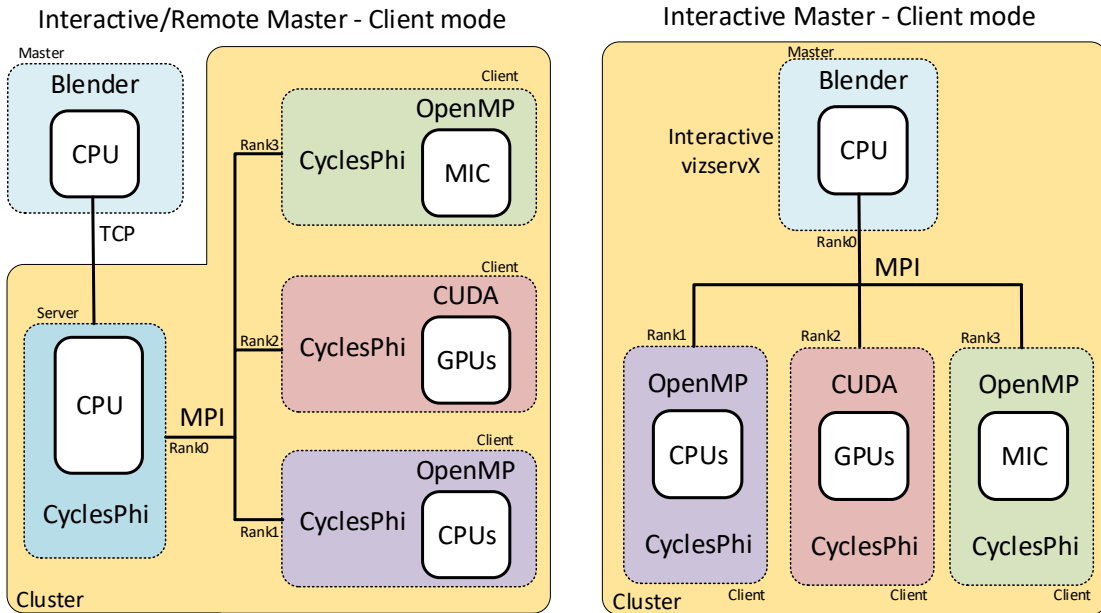 Interactive/Remote Master - Client mode
Master
Blender
CPU
TCP
Server
CPU
CyclesPhi
MPI
Rank0
Client
OpenMP
Rank3
CyclesPhi
MIC
Client
CUDA
Rank2
CyclesPhi
GPUs
Client
OpenMP
Rank1
CyclesPhi
CPUs
Cluster
Interactive Master - Client mode
Master
Blender
CPU
Interactive
vizservX
Rank0
MPI
Rank1
OpenMP
CPUs
CyclesPhi
Client
Rank2
CUDA
GPUs
CyclesPhi
Client
Rank3
OpenMP
MIC
CyclesPhi
Client
Cluster